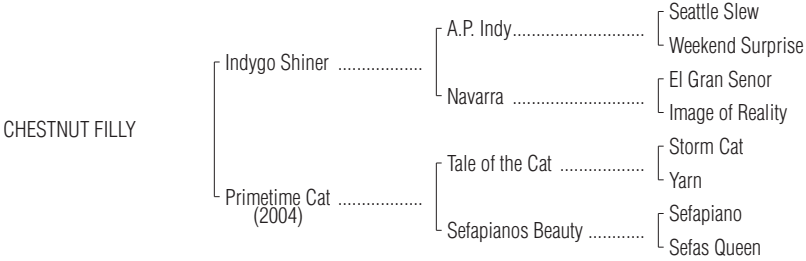 Seattle Slew
A.P. Indy..............................
Weekend Surprise
Indygo Shiner ...................
El Gran Senor
Navarra ..............................
Image of Reality
CHESTNUT FILLY
Storm Cat
Tale of the Cat ...................
Yarn
Primetime Cat ...................
(2004)
Sefapiano
Sefapianos Beauty .............
Sefas Queen